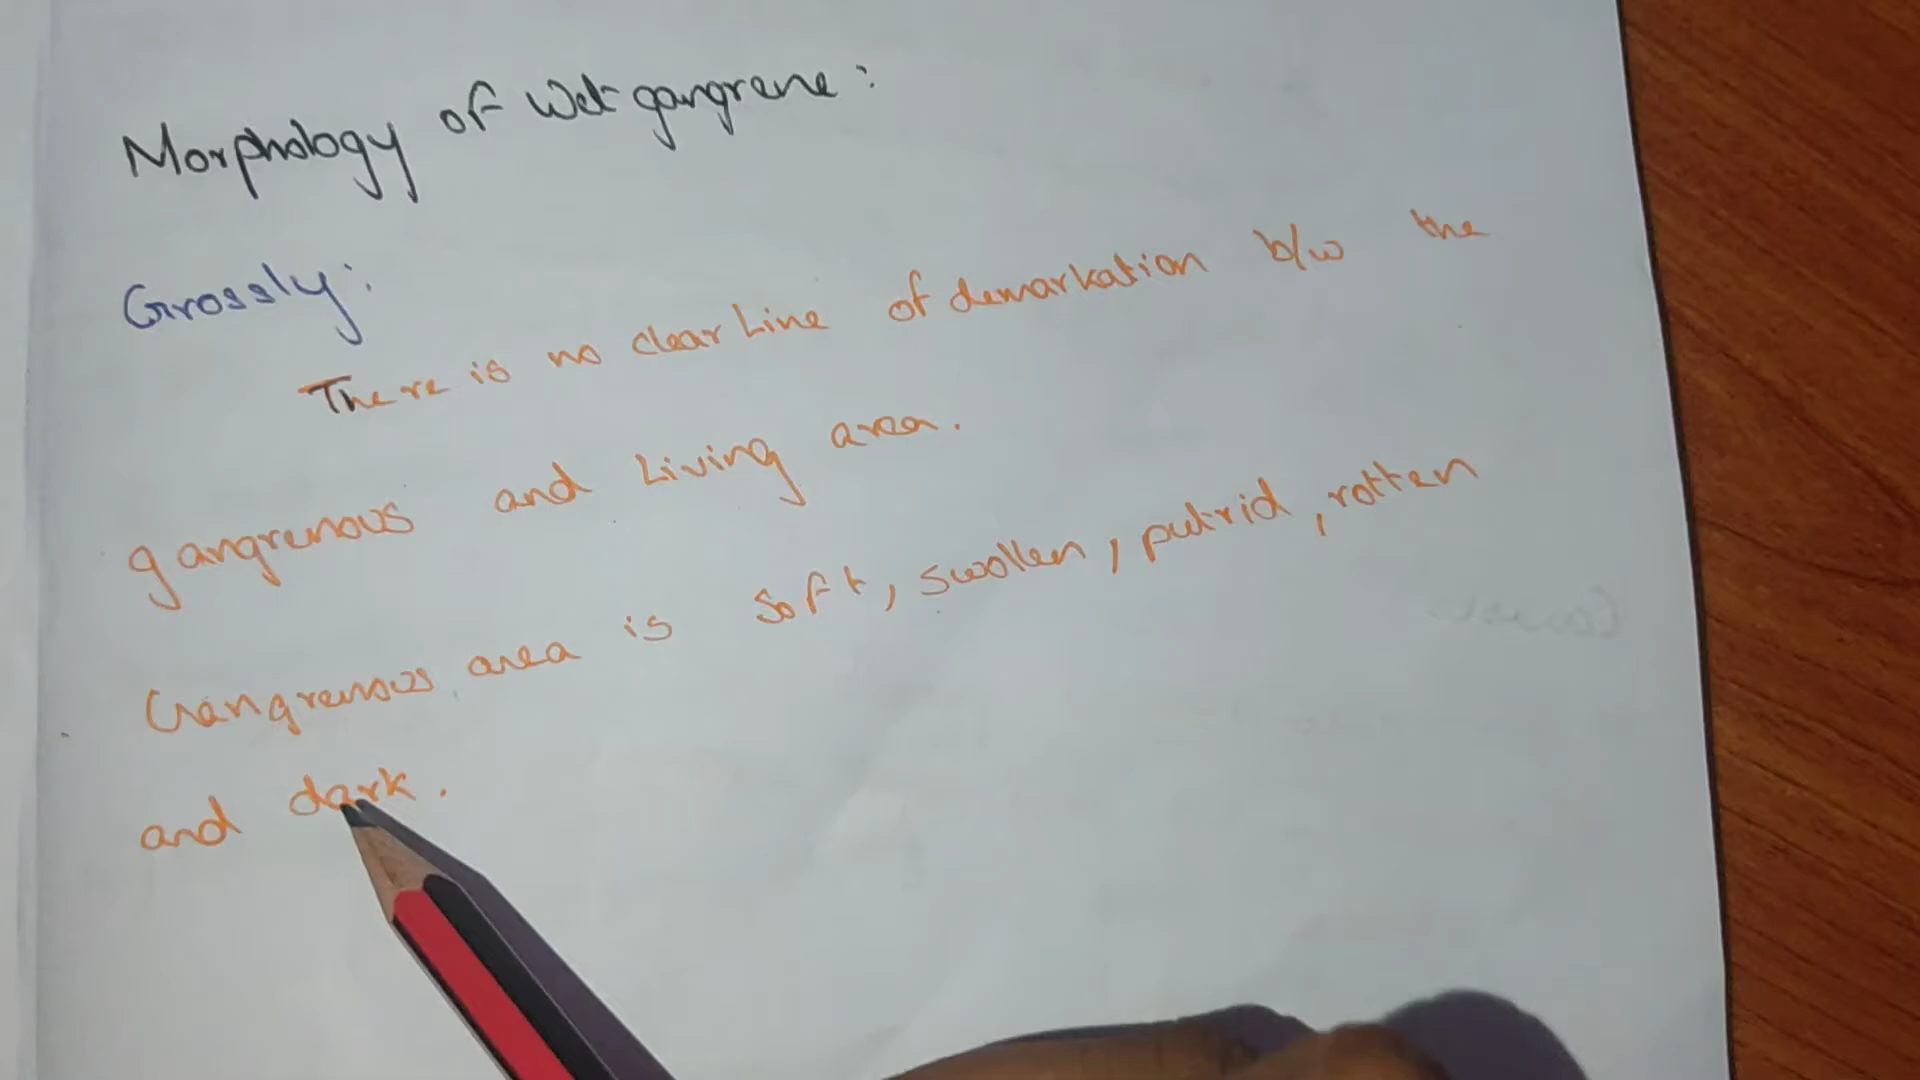 Morphology of Wet gangrene:
Grossly:
There is no clear Line of demarkation b/w the
gangrenous and Living area.
Gangrenous area is soft, swollen, putrid, rotten
and dark.